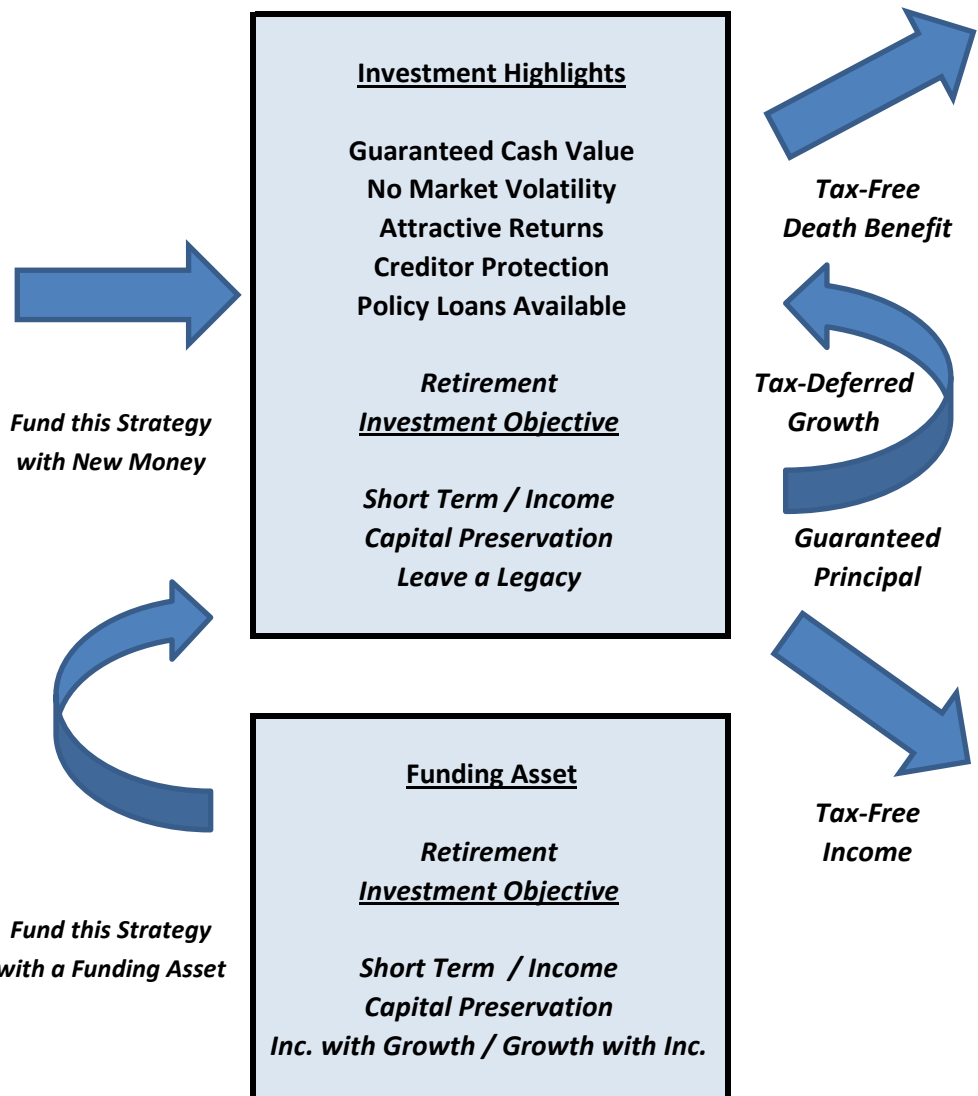 Investment Highlights
Guaranteed Cash Value
No Market Volatility
Attractive Returns
Creditor Protection
Policy Loans Available
Retirement
Investment Objective
Short Term / Income
Capital Preservation
Leave a Legacy
Fund this Strategy
with New Money
Tax-Free
Death Benefit
Tax-Deferred
Growth
Guaranteed
Principal
Tax-Free
Income
Funding Asset
Retirement
Investment Objective
Short Term  / Income
Capital Preservation
Inc. with Growth / Growth with Inc.
Fund this Strategy
with a Funding Asset